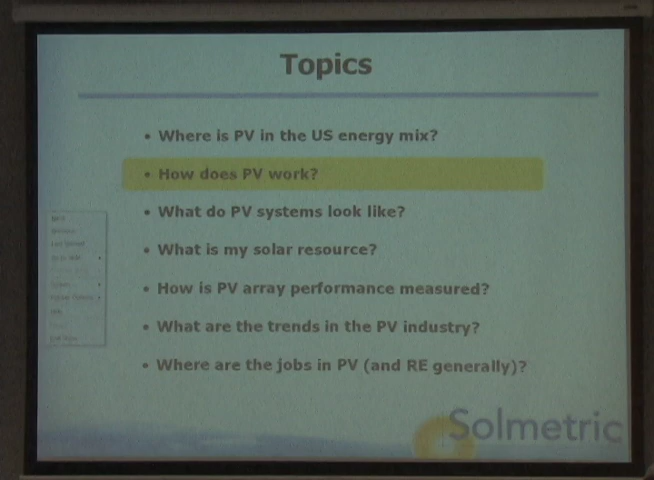 Topics
• Where is PV in the US energy mix?
• How does PV work?
• What do PV systems look like?
• What is my solar resource?
• How is PV array performance measured?
• What are the trends in the PV industry?
• Where are the jobs in PV (and RE generally)?
Solmetric